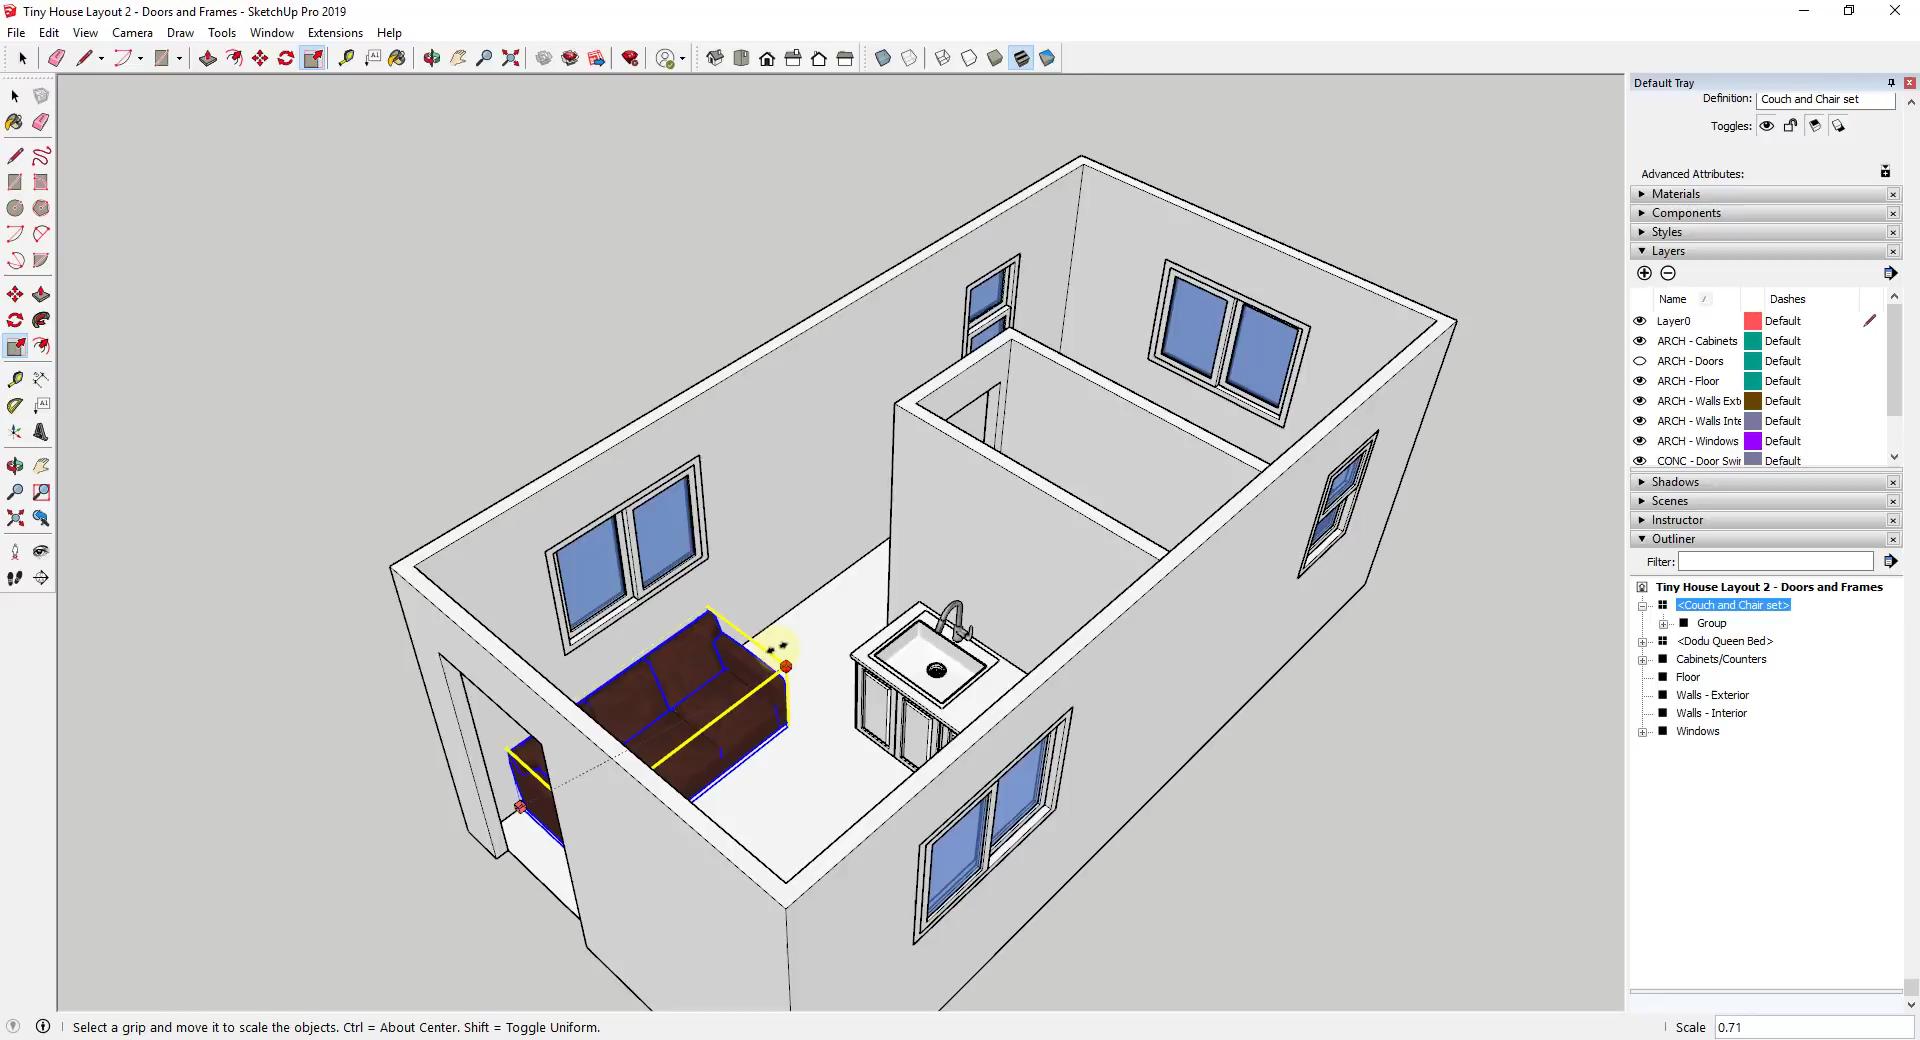 Tiny House Layout 2 - Doors and Frames - SketchUp Pro 2019
File Edit View Camera Draw Tools Window Extensions Help
Default Tray
Definition: Couch and Chair set
Toggles:
Advanced Attributes:
Materials
Components
Styles
Layers
Name Dashes
Layer0 Default
ARCH - Cabinets Default
ARCH - Doors Default
ARCH - Floor Default
ARCH - Walls Ext Default
ARCH - Walls Inte Default
ARCH - Windows Default
CONC - Door Swi Default
Shadows
Scenes
Instructor
Outliner
Filter:
Tiny House Layout 2 - Doors and Frames
<Couch and Chair set>
Group
<Dodu Queen Bed>
Cabinets/Counters
Floor
Walls - Exterior
Walls - Interior
Windows
Select a grip and move it to scale the objects. Ctrl = About Center. Shift = Toggle Uniform.
Scale 0.71